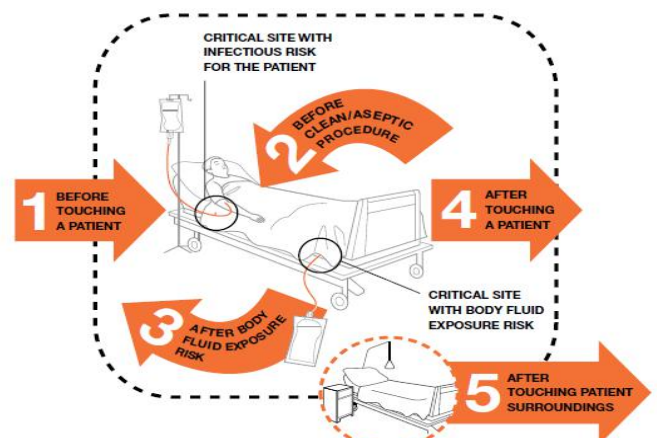 CRITICAL SITE WITH
INFECTIOUS RISK
FOR THE PATIENT
2
BEFORE
CLEAN/ASEPTIC
PROCEDURE
1
BEFORE
TOUCHING
A PATIENT
4
AFTER
TOUCHING
A PATIENT
3
AFTER BODY
FLUID EXPOSURE
RISK
CRITICAL SITE
WITH BODY FLUID
EXPOSURE RISK
5
AFTER
TOUCHING PATIENT
SURROUNDINGS